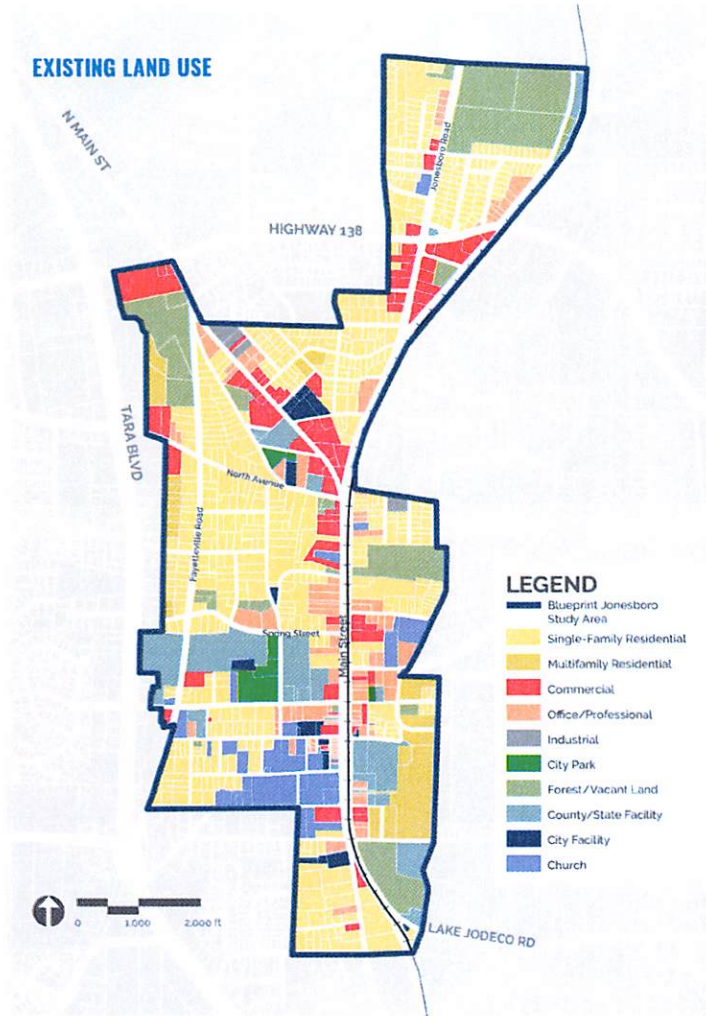 EXISTING LAND USE
N MAIN ST
HIGHWAY 138
Jonesboro Road
TARA BLVD
North Avenue
Fayetteville Road
Spring Street
Main Street
LAKE JODECO RD
LEGEND
Blueprint Jonesboro
Study Area
Single-Family Residential
Multifamily Residential
Commercial
Office/Professional
Industrial
City Park
Forest/Vacant Land
County/State Facility
City Facility
Church
0 1,000 2,000 ft